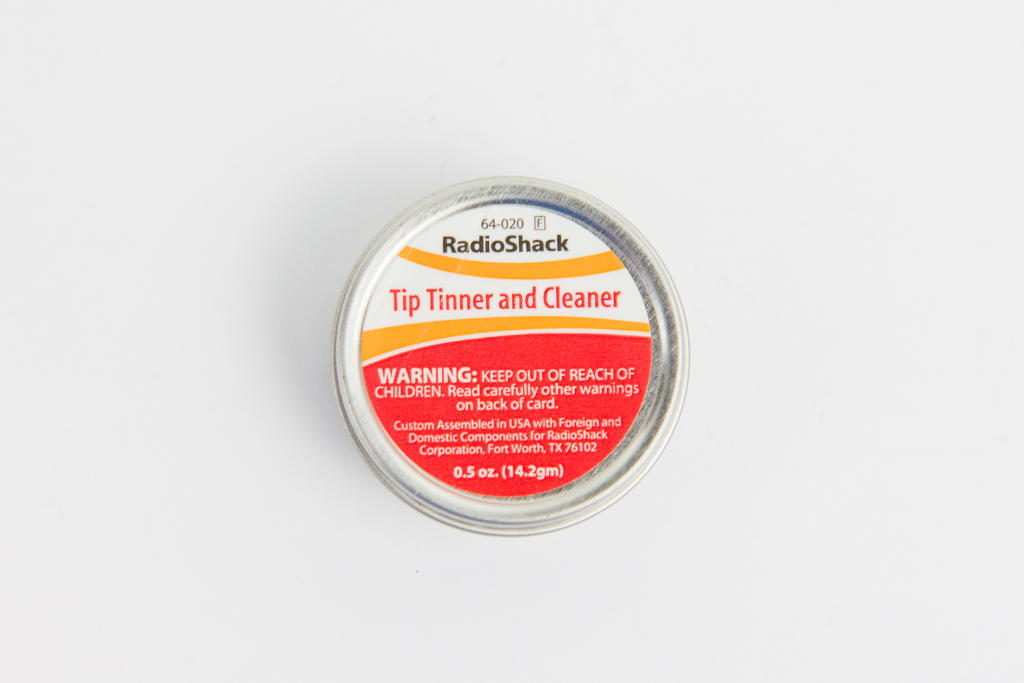 64-020 F
RadioShack
Tip Tinner and Cleaner
WARNING: KEEP OUT OF REACH OF
CHILDREN. Read carefully other warnings
on back of card.
Custom Assembled in USA with Foreign and
Domestic Components for RadioShack
Corporation, Fort Worth, TX 76102
0.5 oz. (14.2gm)